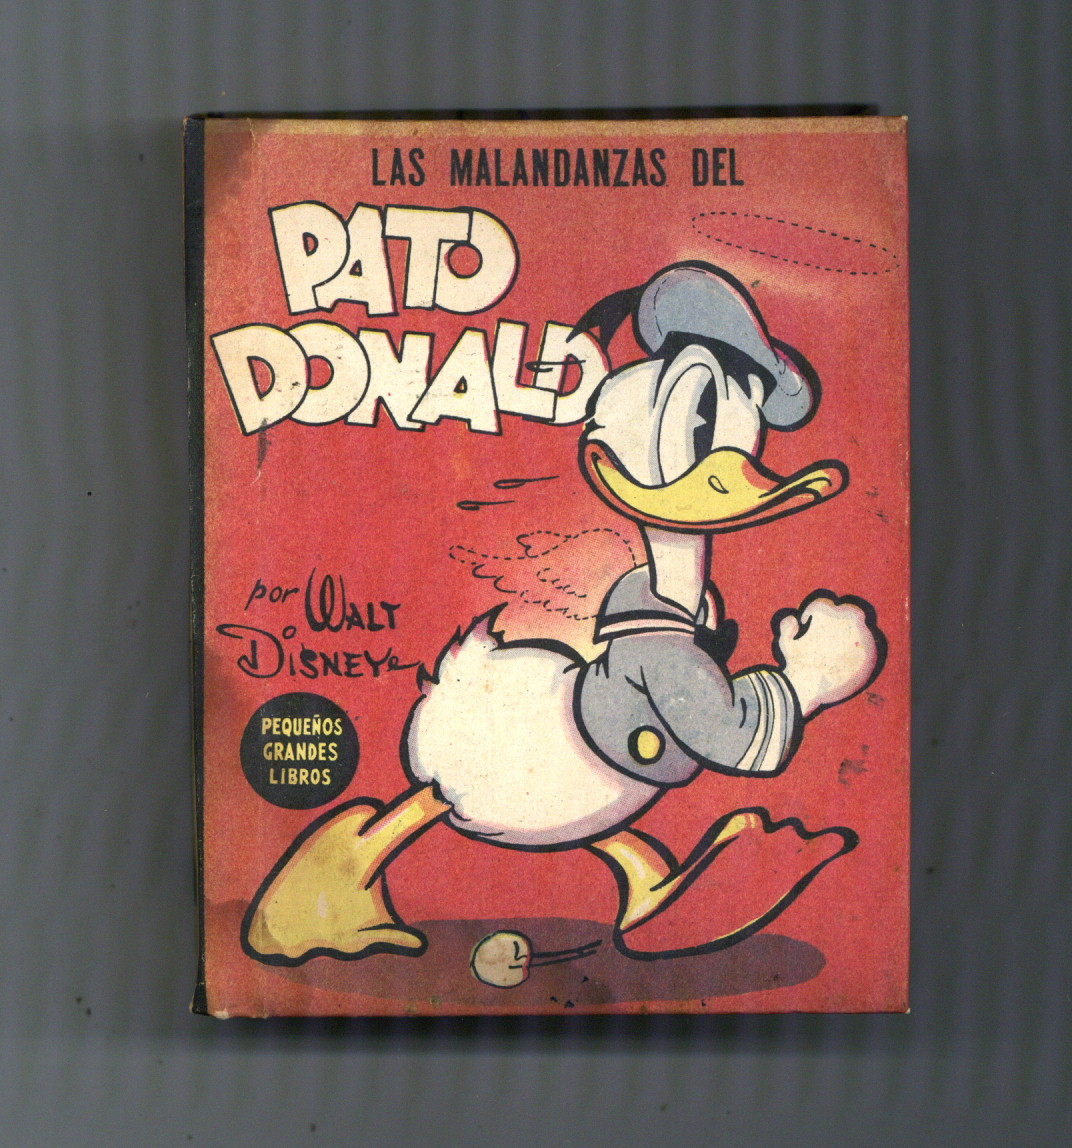 LAS MALANDANZAS DEL
PATO
DONALD
por WALT
DISNEY
PEQUEÑOS
GRANDES
LIBROS